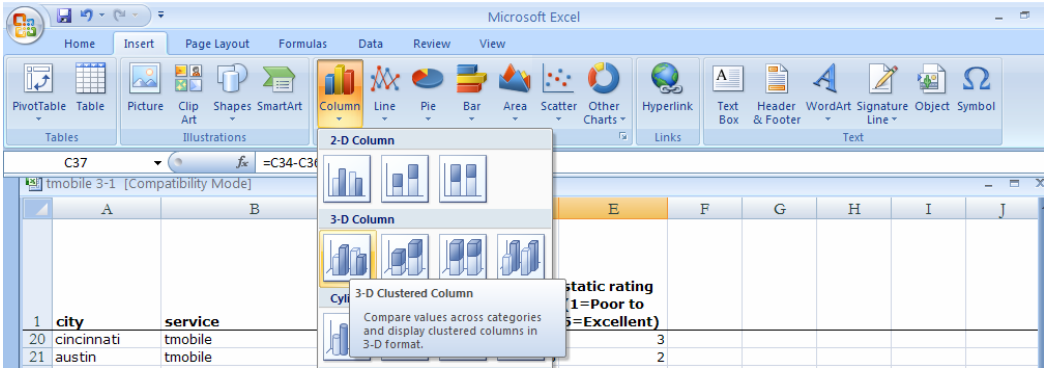 Microsoft Excel
Home Insert Page Layout Formulas Data Review View
PivotTable Table Picture Clip Art Shapes SmartArt Column Line Pie Bar Area Scatter Other Charts Hyperlink Text Box Header & Footer WordArt Signature Line Object Symbol
Tables Illustrations Links Text
2-D Column
C37 fx =C34-C36
tmobile 3-1 [Compatibility Mode]
A B E F G H I J
3-D Column
3-D Clustered Column
Compare values across categories
and display clustered columns in
3-D format.
static rating
(1=Poor to
5=Excellent)
1 city service
20 cincinnati tmobile 3
21 austin tmobile 2